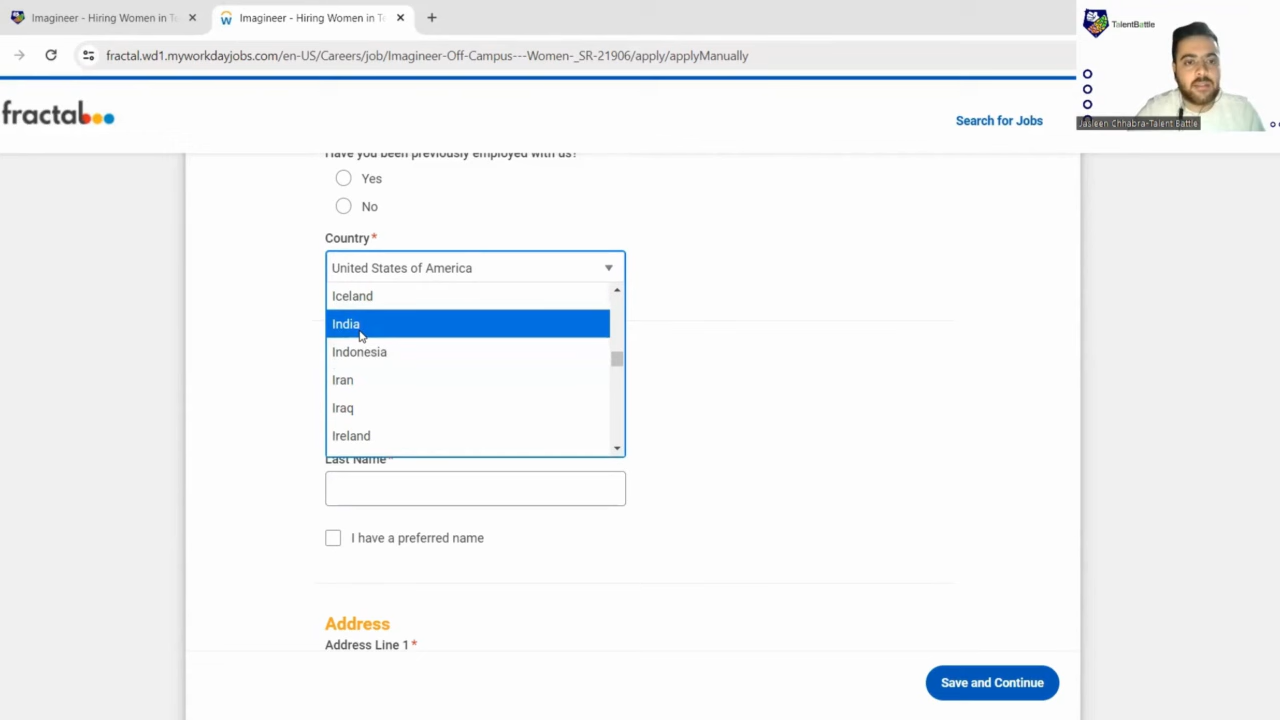 Imagineer - Hiring Women in Te
Imagineer - Hiring Women in Te
fractal.wd1.myworkdayjobs.com/en-US/Careers/job/Imagineer-Off-Campus---Women-_SR-21906/apply/applyManually
TalentBattle
Jasleen Chhabra-Talent Battle
fractal
Search for Jobs
Have you been previously employed with us?
Yes
No
Country*
United States of America
Iceland
India
Indonesia
Iran
Iraq
Ireland
Last Name*
I have a preferred name
Address
Address Line 1*
Save and Continue